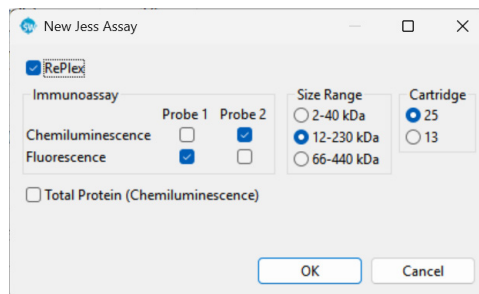 SW New Jess Assay
RePlex
Immunoassay
Probe 1 Probe 2
Chemiluminescence
Fluorescence
Size Range
2-40 kDa
12-230 kDa
66-440 kDa
Cartridge
25
13
Total Protein (Chemiluminescence)
OK Cancel